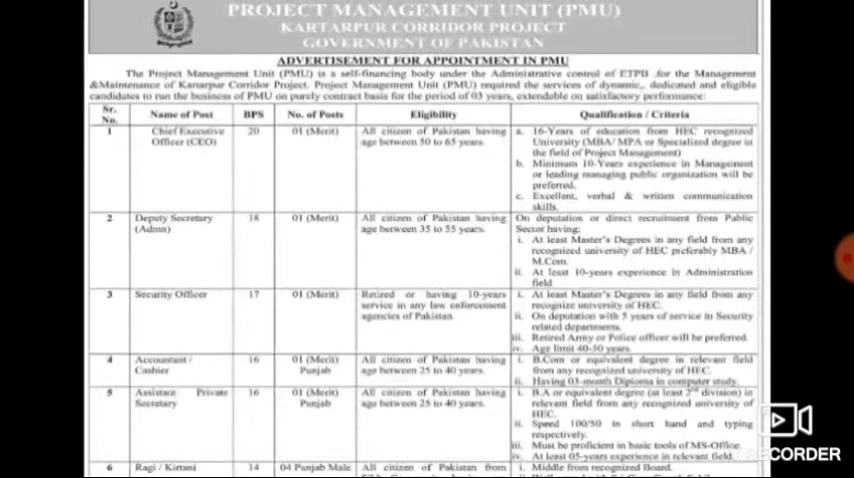 PROJECT MANAGEMENT UNIT (PMU)
KARTARPUR CORRIDOR PROJECT
GOVERNMENT OF PAKISTAN
ADVERTISEMENT FOR APPOINTMENT IN PMU
The Project Management Unit (PMU) is a self-financing body under the Administrative control of ETPB .for the Management
&Maintenance of Kartarpur Corridor Project. Project Management Unit (PMU) required the services of dynamic,. dedicated and eligible
candidates to run the business of PMU on purely contract basis for the period of 03 years, extendable on satisfactory performance:
Sr. No. Name of Post BPS No. of Posts Eligibility Qualification / Criteria
1 Chief Executive Officer (CEO) 20 01 (Merit)
All citizen of Pakistan having
age between 50 to 65 years.
a. 16-Years of education from HEC recognized
University (MBA/ MPA or Specialized degree in
the field of Project Management)
b. Minimum 10-Years experience in Management
or leading managing public organization will be
preferred.
c. Excellent, verbal & written communication
skills.
2 Deputy Secretary (Admn) 18 01 (Merit)
All citizen of Pakistan having
age between 35 to 55 years.
On deputation or direct recruitment from Public
Sector having:
i. At least Master's Degrees in any field from any
recognized university of HEC preferably MBA /
M.Com.
ii. At least 10-years experience in Administration
field
3 Security Officer 17 01 (Merit)
Retired or having 10-years
service in any law enforcement
agencies of Pakistan.
i. At least Master's Degrees in any field from any
recognize university of HEC.
ii. On deputation with 5 years of service in Security
related departments.
iii. Retired Army or Police officer will be preferred.
iv. Age limit 40-50 years.
4 Accountant / Cashier 16 01 (Merit) Punjab
All citizen of Pakistan having
age between 25 to 40 years.
i. B.Com or equivalent degree in relevant field
from any recognized university of HEC.
ii. Having 03-month Diploma in computer study.
5 Assistant Private Secretary 16 01 (Merit) Punjab
All citizen of Pakistan having
age between 25 to 40 years.
i. B.A or equivalent degree (at least 2nd division) in
relevant field from any recognized university of
HEC.
ii. Speed 100/50 in short hand and typing
respectively.
iii. Must be proficient in basic tools of MS-Office.
iv. At least 05-years experience in relevant field.
6 Ragi / Kirtani 14 04 Punjab Male
All citizen of Pakistan from
i. Middle from recognized Board.
RECORDER